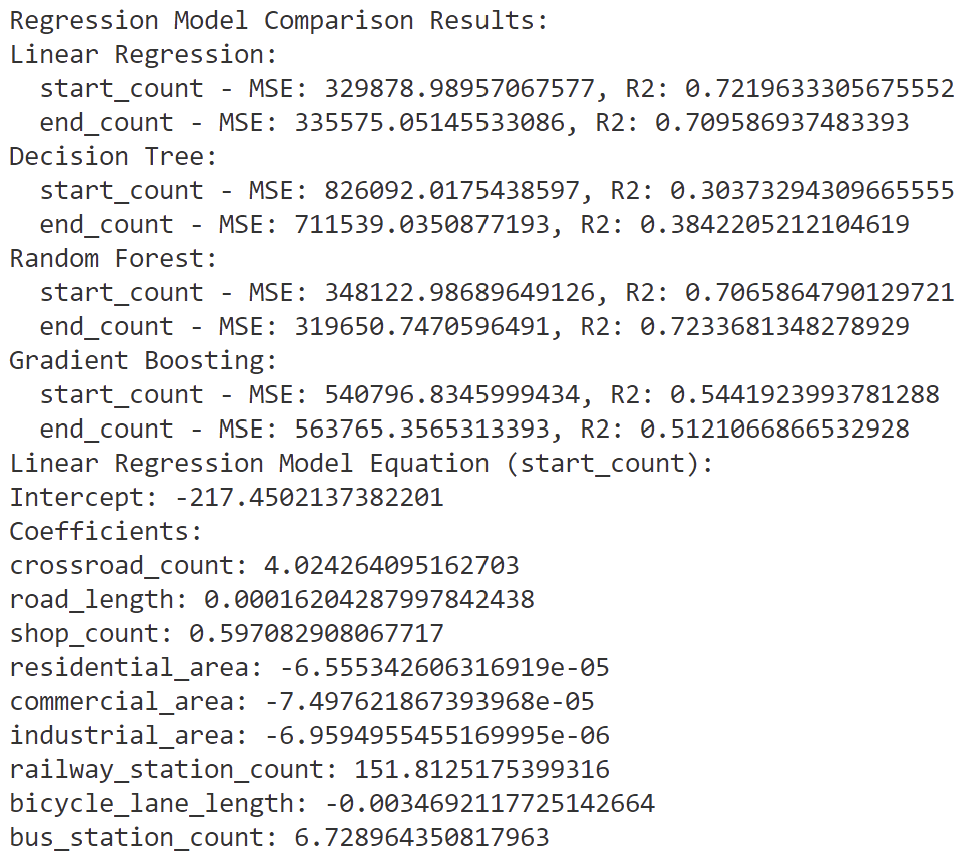 Regression Model Comparison Results:
Linear Regression:
  start_count - MSE: 329878.98957067577, R2: 0.7219633305675552
  end_count - MSE: 335575.05145533086, R2: 0.709586937483393
Decision Tree:
  start_count - MSE: 826092.0175438597, R2: 0.30373294309665555
  end_count - MSE: 711539.0350877193, R2: 0.3842205212104619
Random Forest:
  start_count - MSE: 348122.98689649126, R2: 0.7065864790129721
  end_count - MSE: 319650.7470596491, R2: 0.7233681348278929
Gradient Boosting:
  start_count - MSE: 540796.8345999434, R2: 0.5441923993781288
  end_count - MSE: 563765.3565313393, R2: 0.5121066866532928
Linear Regression Model Equation (start_count):
Intercept: -217.4502137382201
Coefficients:
crossroad_count: 4.024264095162703
road_length: 0.00016204287997842438
shop_count: 0.597082908067717
residential_area: -6.555342606316919e-05
commercial_area: -7.497621867393968e-05
industrial_area: -6.9594955455169995e-06
railway_station_count: 151.8125175399316
bicycle_lane_length: -0.0034692117725142664
bus_station_count: 6.728964350817963